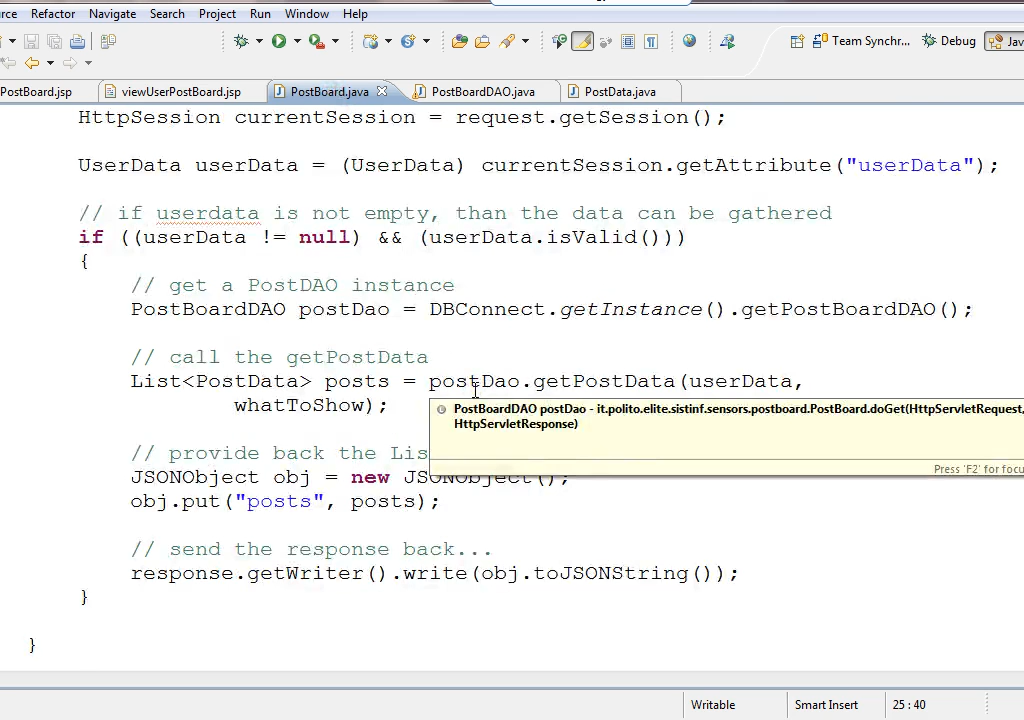 rce Refactor Navigate Search Project Run Window Help
Team Synchr... Debug Jav
PostBoard.jsp viewUserPostBoard.jsp PostBoard.java PostBoardDAO.java PostData.java
HttpSession currentSession = request.getSession();
UserData userData = (UserData) currentSession.getAttribute("userData");
// if userdata is not empty, than the data can be gathered
if ((userData != null) && (userData.isValid()))
{
// get a PostDAO instance
PostBoardDAO postDao = DBConnect.getInstance().getPostBoardDAO();
// call the getPostData
List<PostData> posts = postDao.getPostData(userData,
whatToShow);
PostBoardDAO postDao - it.polito.elite.sistinf.sensors.postboard.PostBoard.doGet(HttpServletRequest,
HttpServletResponse)
Press 'F2' for focu
// provide back the Lis
JSONObject obj = new JSONObject();
obj.put("posts", posts);
// send the response back...
response.getWriter().write(obj.toJSONString());
}
}
Writable Smart Insert 25 : 40